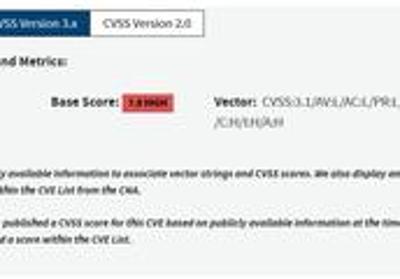 VSS Version 3.x CVSS Version 2.0
nd Metrics:
Base Score: 7.8 HIGH Vector: CVSS:3.1/AV:L/AC:L/PR:L
/C:H/I:H/A:H
y available information to associate vector strings and CVSS scores. We also display an
thin the CVE List from the CNA.
published a CVSS score for this CVE based on publicly available information at the time
d a score within the CVE List.